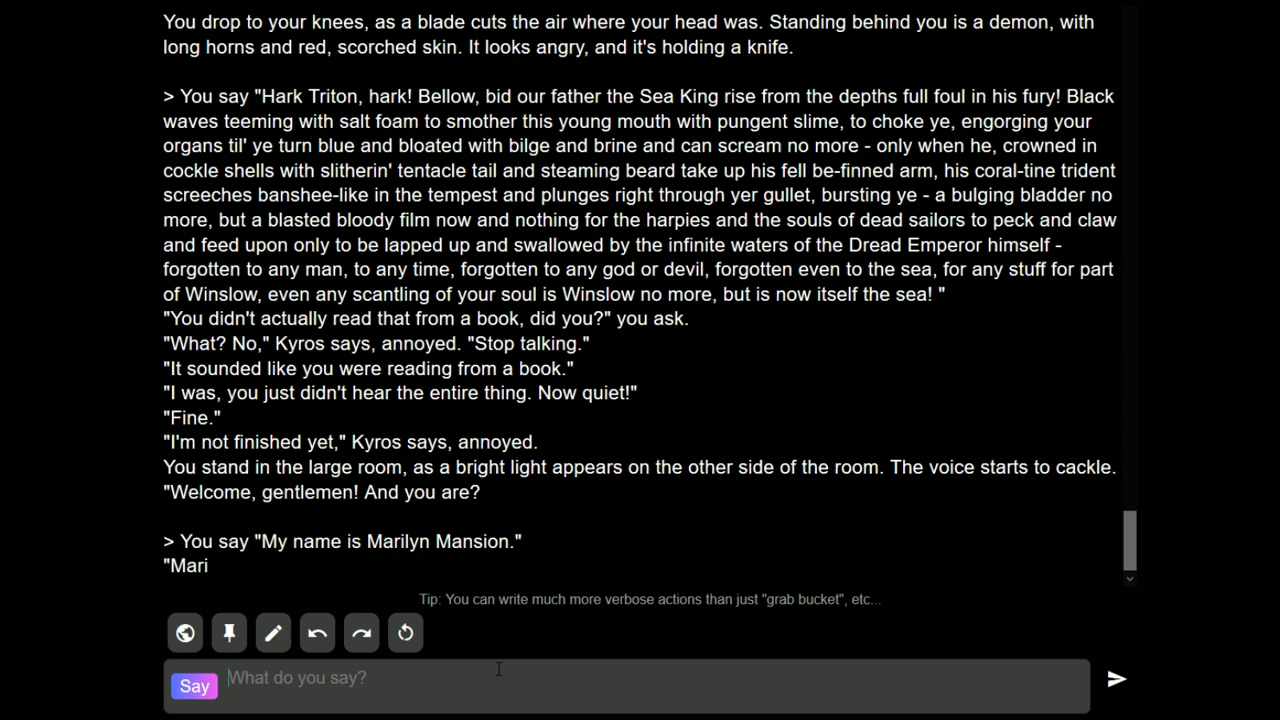 You drop to your knees, as a blade cuts the air where your head was. Standing behind you is a demon, with
long horns and red, scorched skin. It looks angry, and it's holding a knife.
> You say "Hark Triton, hark! Bellow, bid our father the Sea King rise from the depths full foul in his fury! Black
waves teeming with salt foam to smother this young mouth with pungent slime, to choke ye, engorging your
organs til' ye turn blue and bloated with bilge and brine and can scream no more - only when he, crowned in
cockle shells with slitherin' tentacle tail and steaming beard take up his fell be-finned arm, his coral-tine trident
screeches banshee-like in the tempest and plunges right through yer gullet, bursting ye - a bulging bladder no
more, but a blasted bloody film now and nothing for the harpies and the souls of dead sailors to peck and claw
and feed upon only to be lapped up and swallowed by the infinite waters of the Dread Emperor himself -
forgotten to any man, to any time, forgotten to any god or devil, forgotten even to the sea, for any stuff for part
of Winslow, even any scantling of your soul is Winslow no more, but is now itself the sea! "
"You didn't actually read that from a book, did you?" you ask.
"What? No," Kyros says, annoyed. "Stop talking."
"It sounded like you were reading from a book."
"I was, you just didn't hear the entire thing. Now quiet!"
"Fine."
"I'm not finished yet," Kyros says, annoyed.
You stand in the large room, as a bright light appears on the other side of the room. The voice starts to cackle.
"Welcome, gentlemen! And you are?
> You say "My name is Marilyn Mansion."
"Mari
Tip: You can write much more verbose actions than just "grab bucket", etc...
Say What do you say?